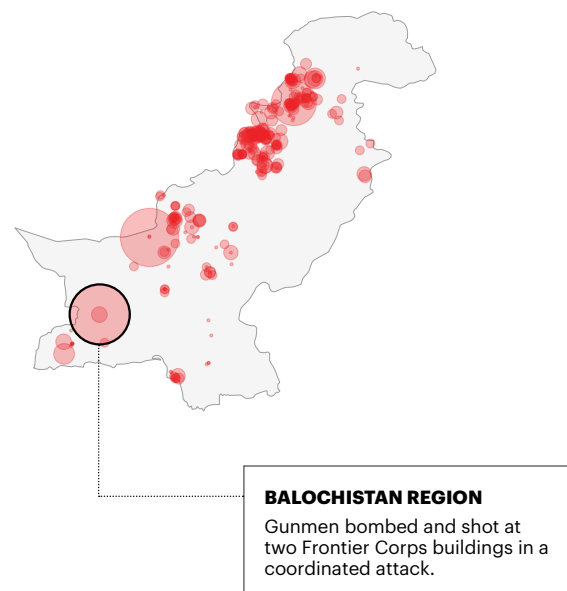 BALOCHISTAN REGION
Gunmen bombed and shot at
two Frontier Corps buildings in a
coordinated attack.